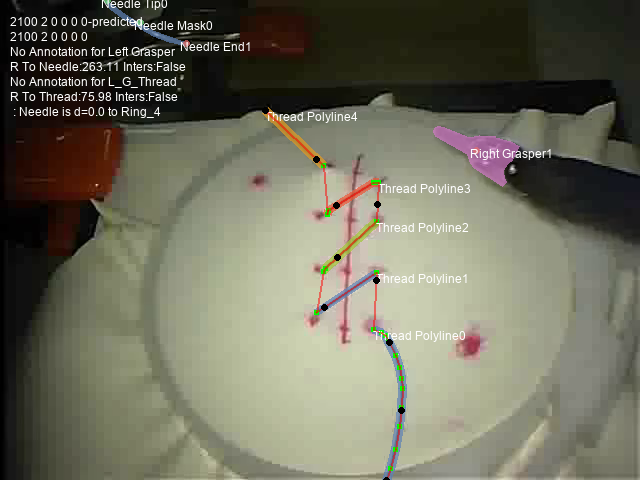 Needle Tip0
2100 2 0 0 0 0-predicted
Needle Mask0
2100 2 0 0 0 0
Needle End1
No Annotation for Left Grasper
R To Needle:263.11 Inters:False
No Annotation for L_G_Thread
R To Thread:75.98 Inters:False
: Needle is d=0.0 to Ring_4
Thread Polyline4
Right Grasper1
Thread Polyline3
Thread Polyline2
Thread Polyline1
Thread Polyline0